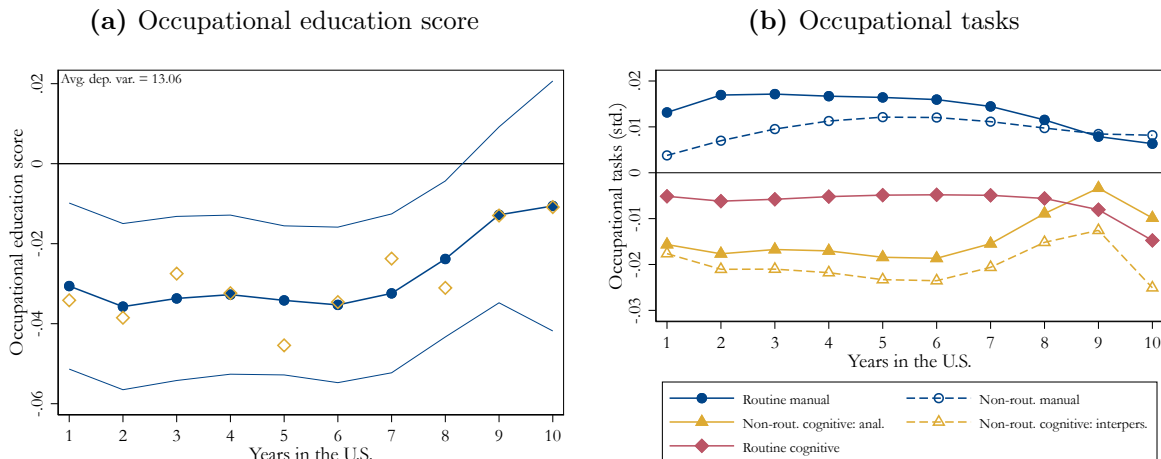 (a) Occupational education score
Avg. dep. var. = 13.06
Occupational education score
.02
0
-.02
-.04
-.06
1 2 3 4 5 6 7 8 9 10
Years in the U.S.
(b) Occupational tasks
Occupational tasks (std.)
.02
.01
0
-.01
-.02
-.03
1 2 3 4 5 6 7 8 9 10
Years in the U.S.
Routine manual
Non-rout. manual
Non-rout. cognitive: anal.
Non-rout. cognitive: interpers.
Routine cognitive